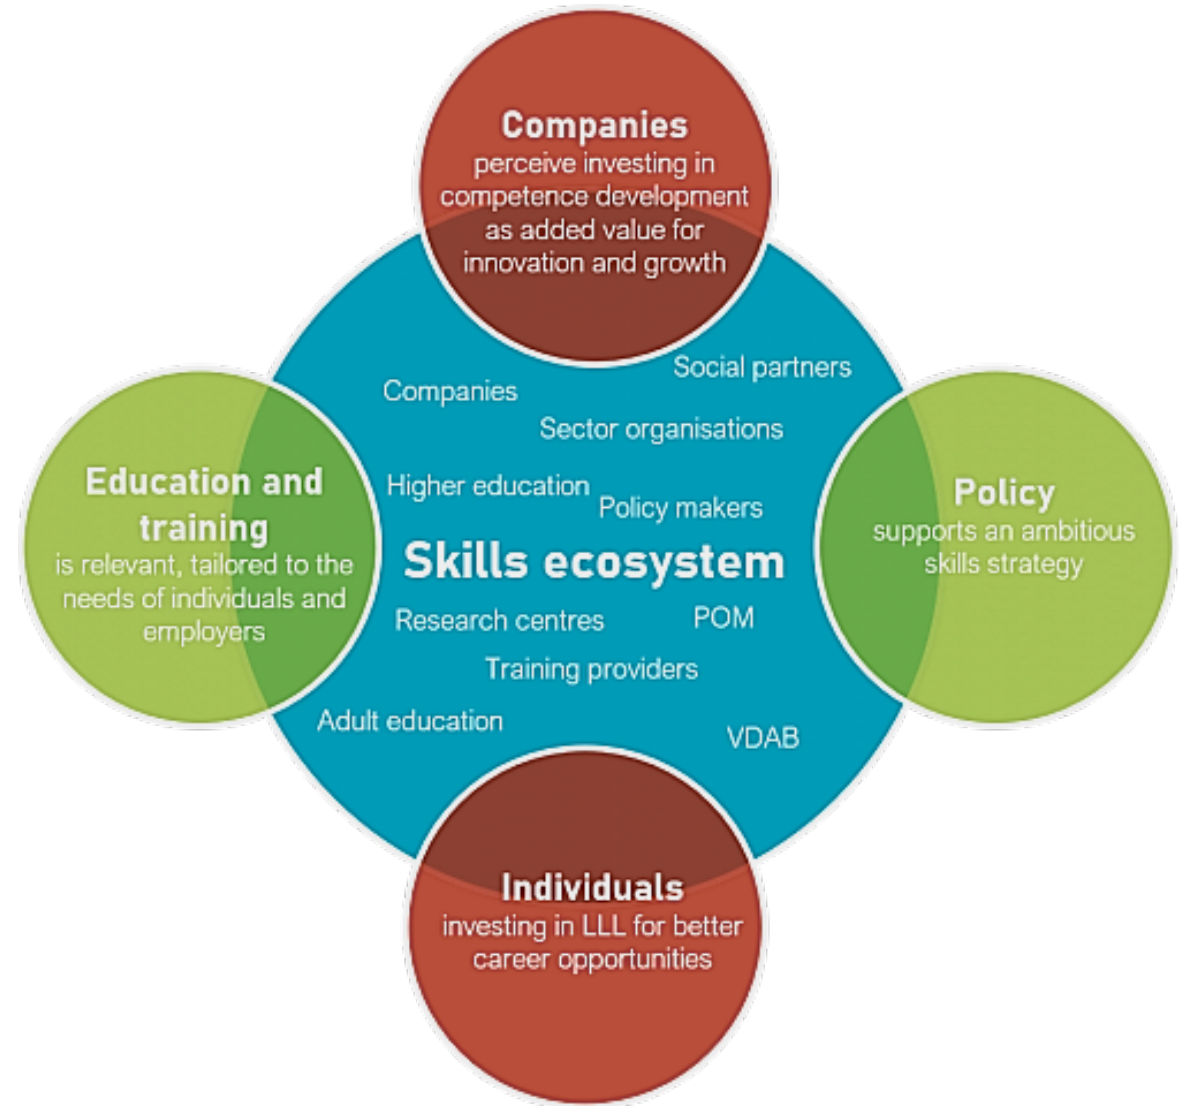 Companies
perceive investing in
competence development
as added value for
innovation and growth
Social partners
Companies
Sector organisations
Higher education
Policy makers
Skills ecosystem
Research centres
POM
Training providers
Adult education
VDAB
Education and
training
is relevant, tailored to the
needs of individuals and
employers
Policy
supports an ambitious
skills strategy
Individuals
investing in LLL for better
career opportunities